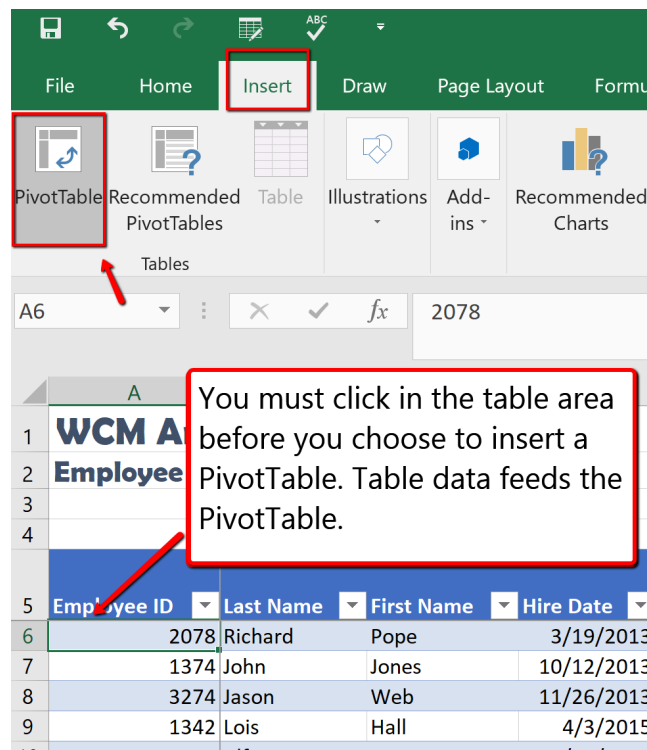 ABC
File Home Insert Draw Page Layout Formu
PivotTable Recommended PivotTables Table Illustrations Add-ins Recommended Charts
Tables
A6 fx 2078
A
You must click in the table area
before you choose to insert a
PivotTable. Table data feeds the
PivotTable.
1 WCM A
2 Employee
3
4
5 Employee ID Last Name First Name Hire Date
6 2078 Richard Pope 3/19/2013
7 1374 John Jones 10/12/2013
8 3274 Jason Web 11/26/2013
9 1342 Lois Hall 4/3/2015